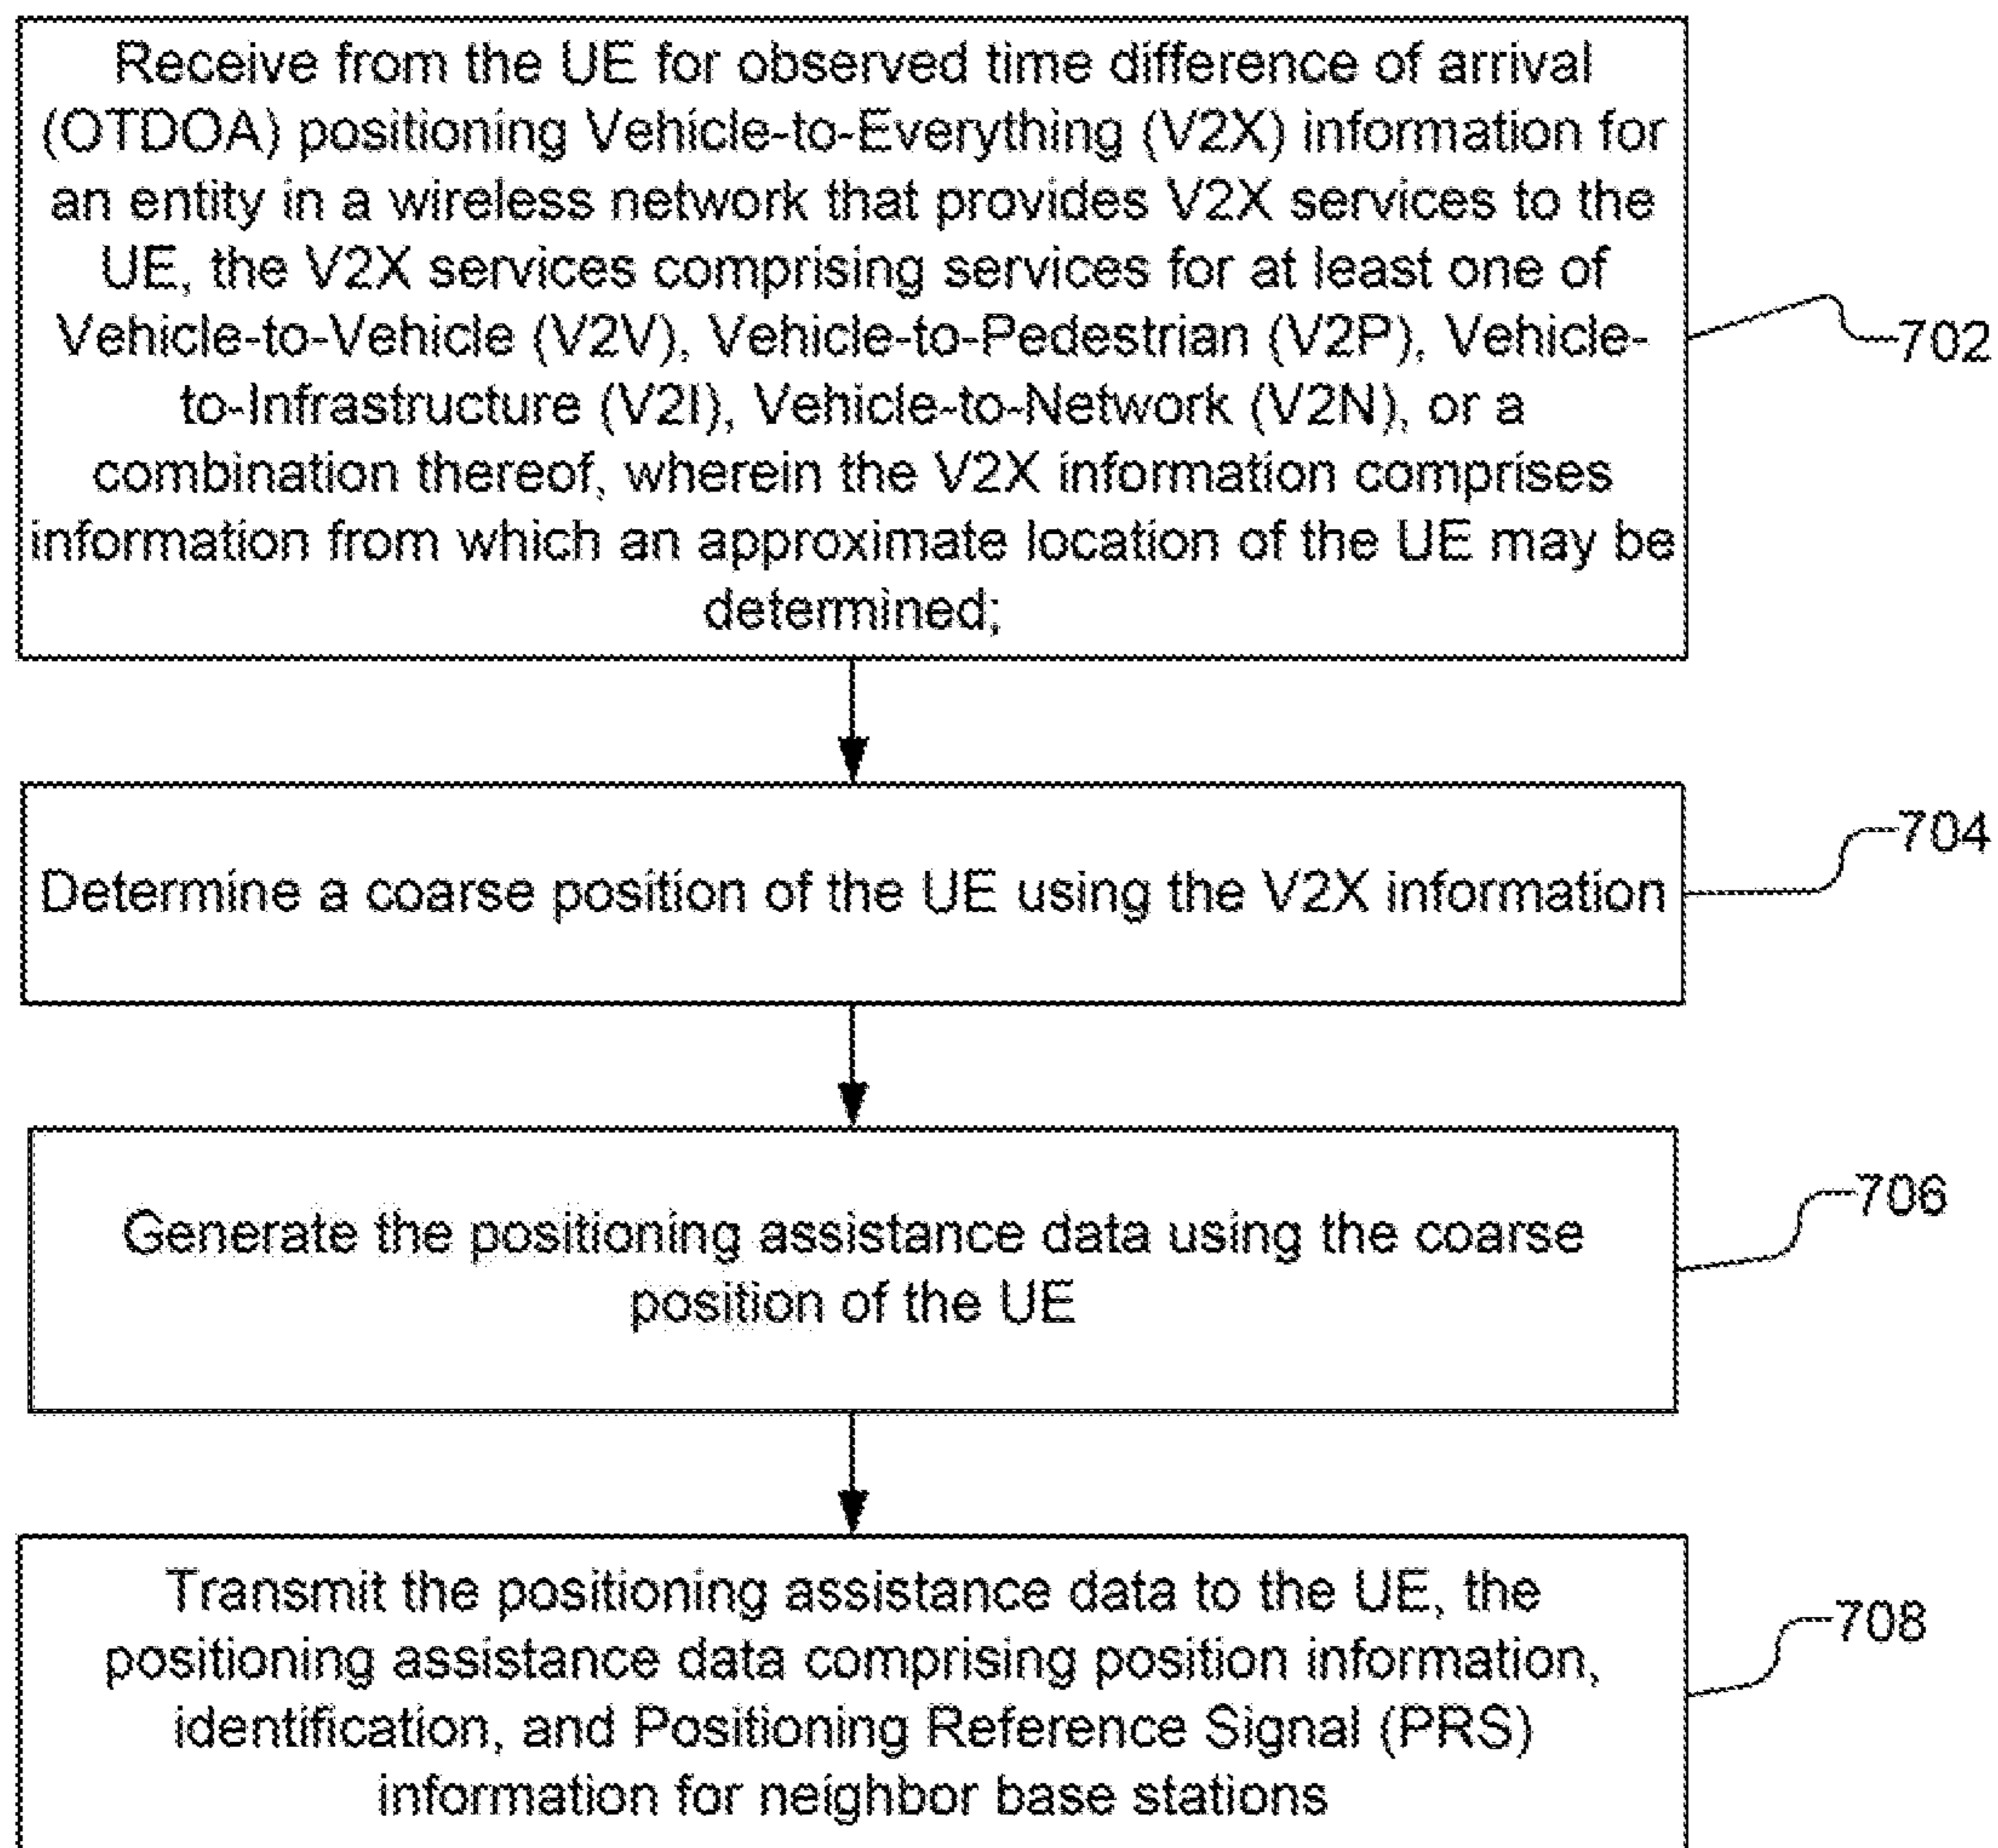 Receive from the UE for observed time difference of arrival
(OTDOA) positioning Vehicle-to-Everything (V2X) information for
an entity in a wireless network that provides V2X services to the
UE, the V2X services comprising services for at least one of
Vehicle-to-Vehicle (V2V), Vehicle-to-Pedestrian (V2P), Vehicle-
to-Infrastructure (V2I), Vehicle-to-Network (V2N), or a
combination thereof, wherein the V2X information comprises
information from which an approximate location of the UE may be
determined;
702
Determine a coarse position of the UE using the V2X information
704
Generate the positioning assistance data using the coarse
position of the UE
706
Transmit the positioning assistance data to the UE, the
positioning assistance data comprising position information,
identification, and Positioning Reference Signal (PRS)
information for neighbor base stations
708